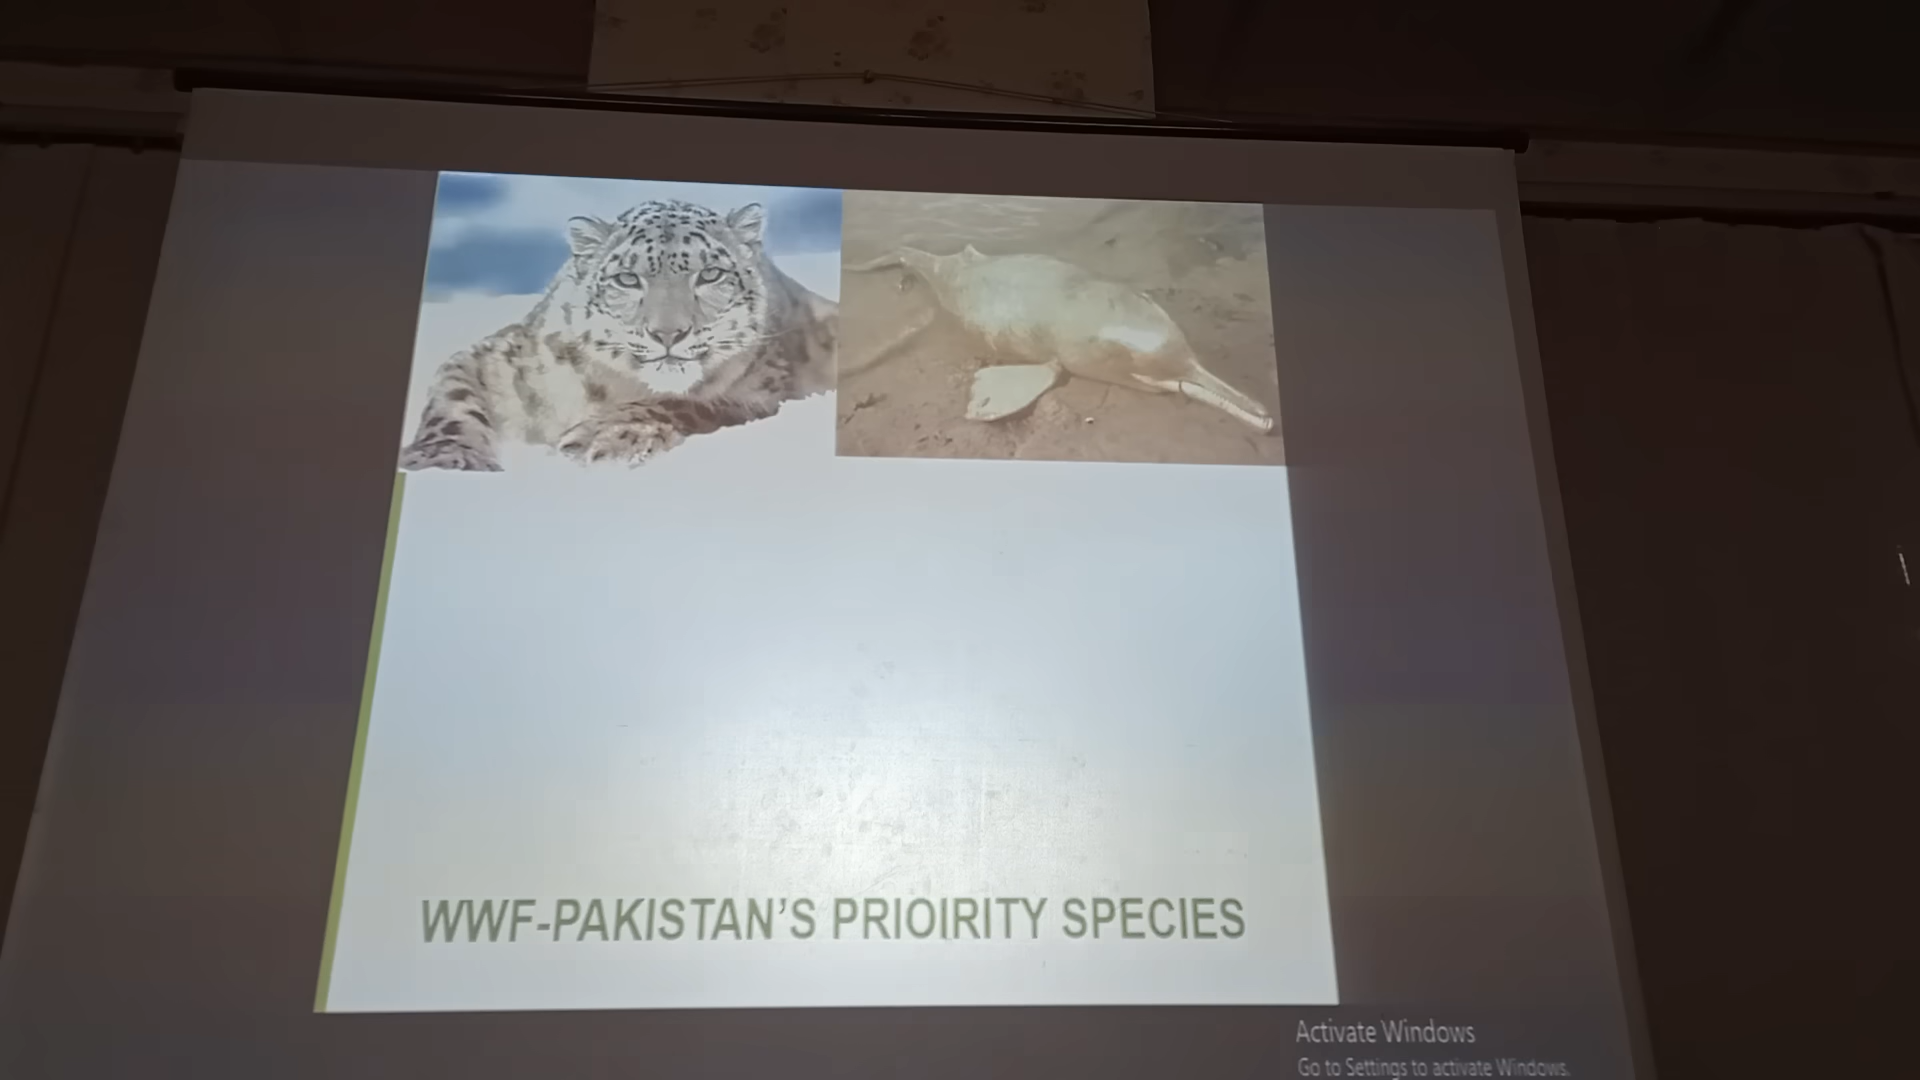 WWF-PAKISTAN'S PRIOIRITY SPECIES
Activate Windows
Go to Settings to activate Windows.